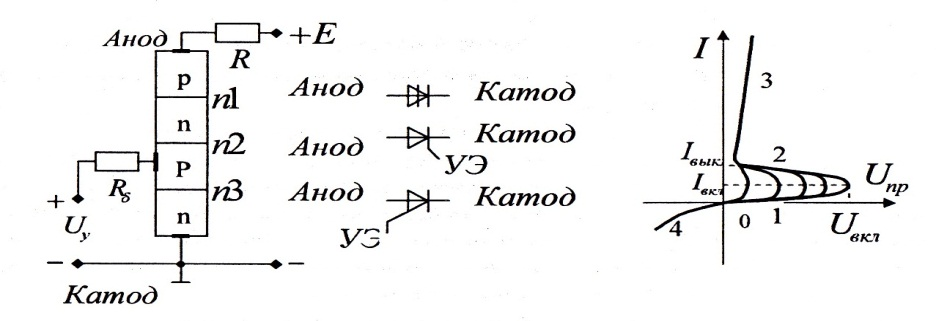 Анод
+E
R
p
n1
n
n2
P
n3
n
Rб
+
Uу
−
−
Катод
Анод
Катод
Анод
Катод
УЭ
Анод
Катод
УЭ
I
3
Iвык
2
Iвкл
Uпр
0
1
Uвкл
4